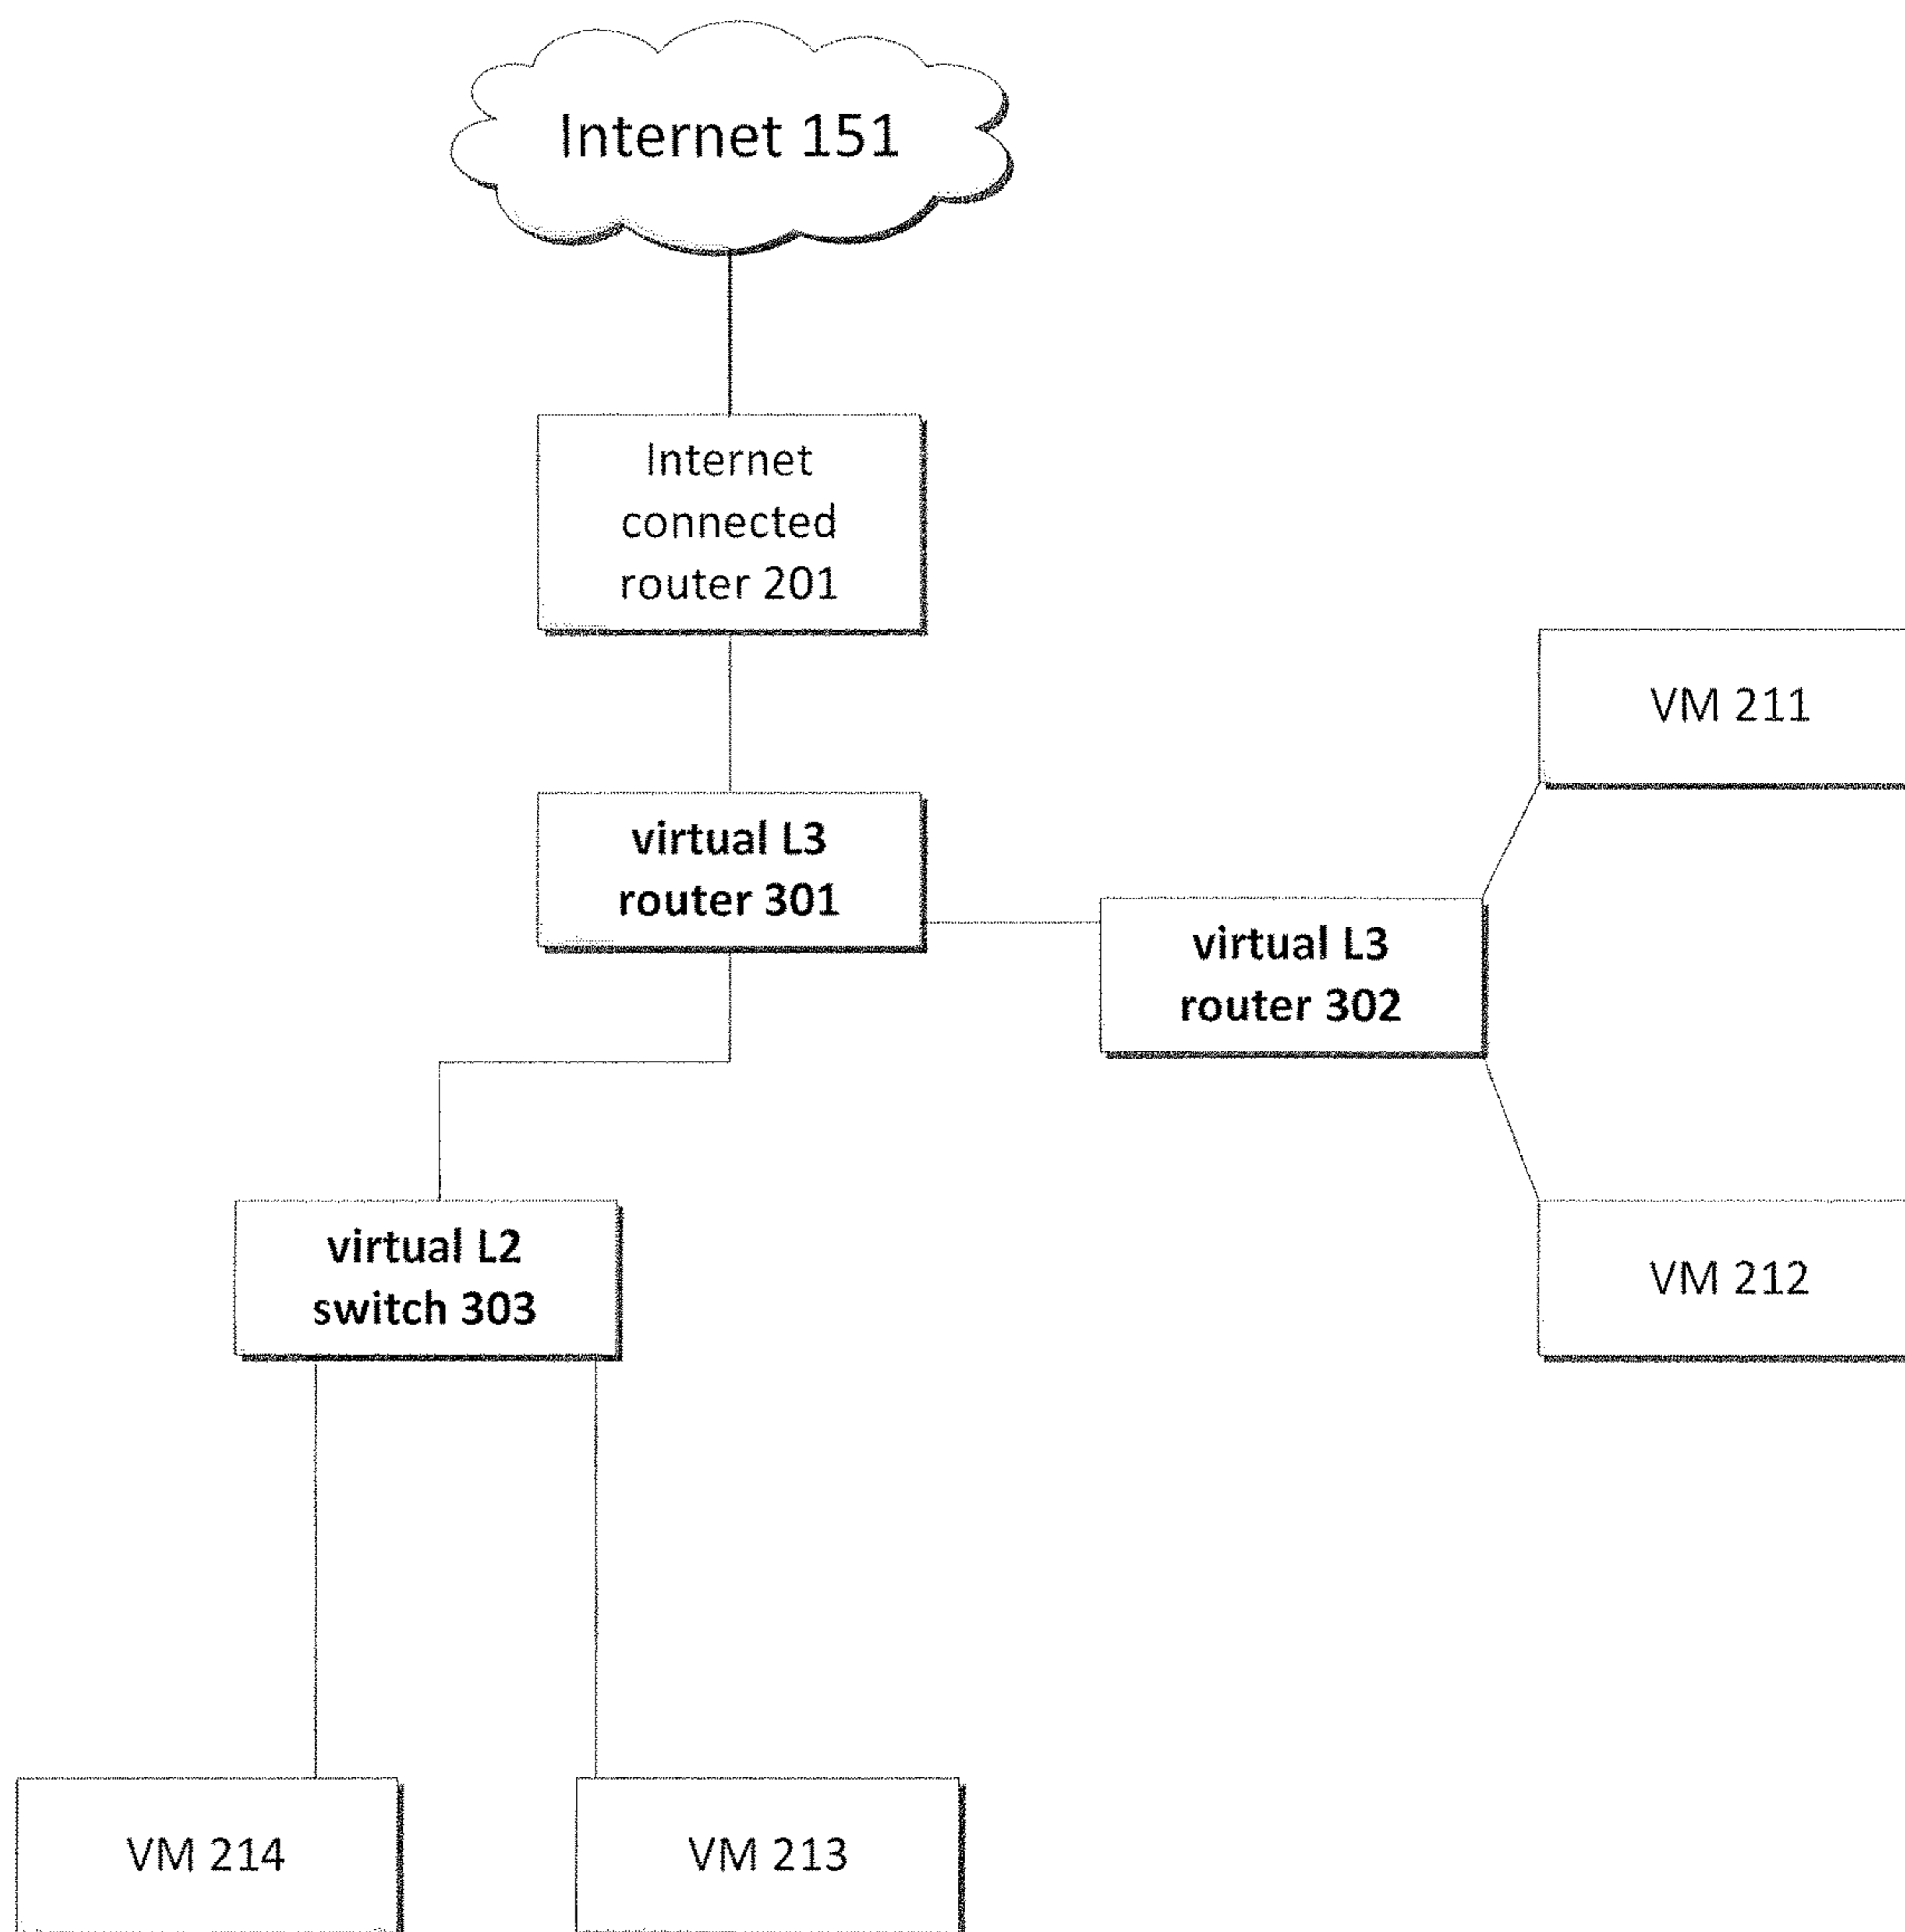 Internet 151
Internet
connected
router 201
VM 211
virtual L3
router 301
virtual L3
router 302
virtual L2
switch 303
VM 212
VM 214
VM 213